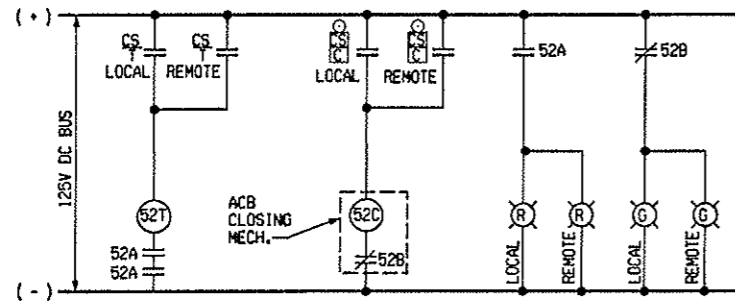 (+)
CS
T
LOCAL
CS
T
REMOTE
CS
C
LOCAL
CS
C
REMOTE
52A
52B
125V DC BUS
52T
52A
52A
ACB
CLOSING
MECH.
52C
52B
R
R
G
G
LOCAL
REMOTE
LOCAL
REMOTE
(-)